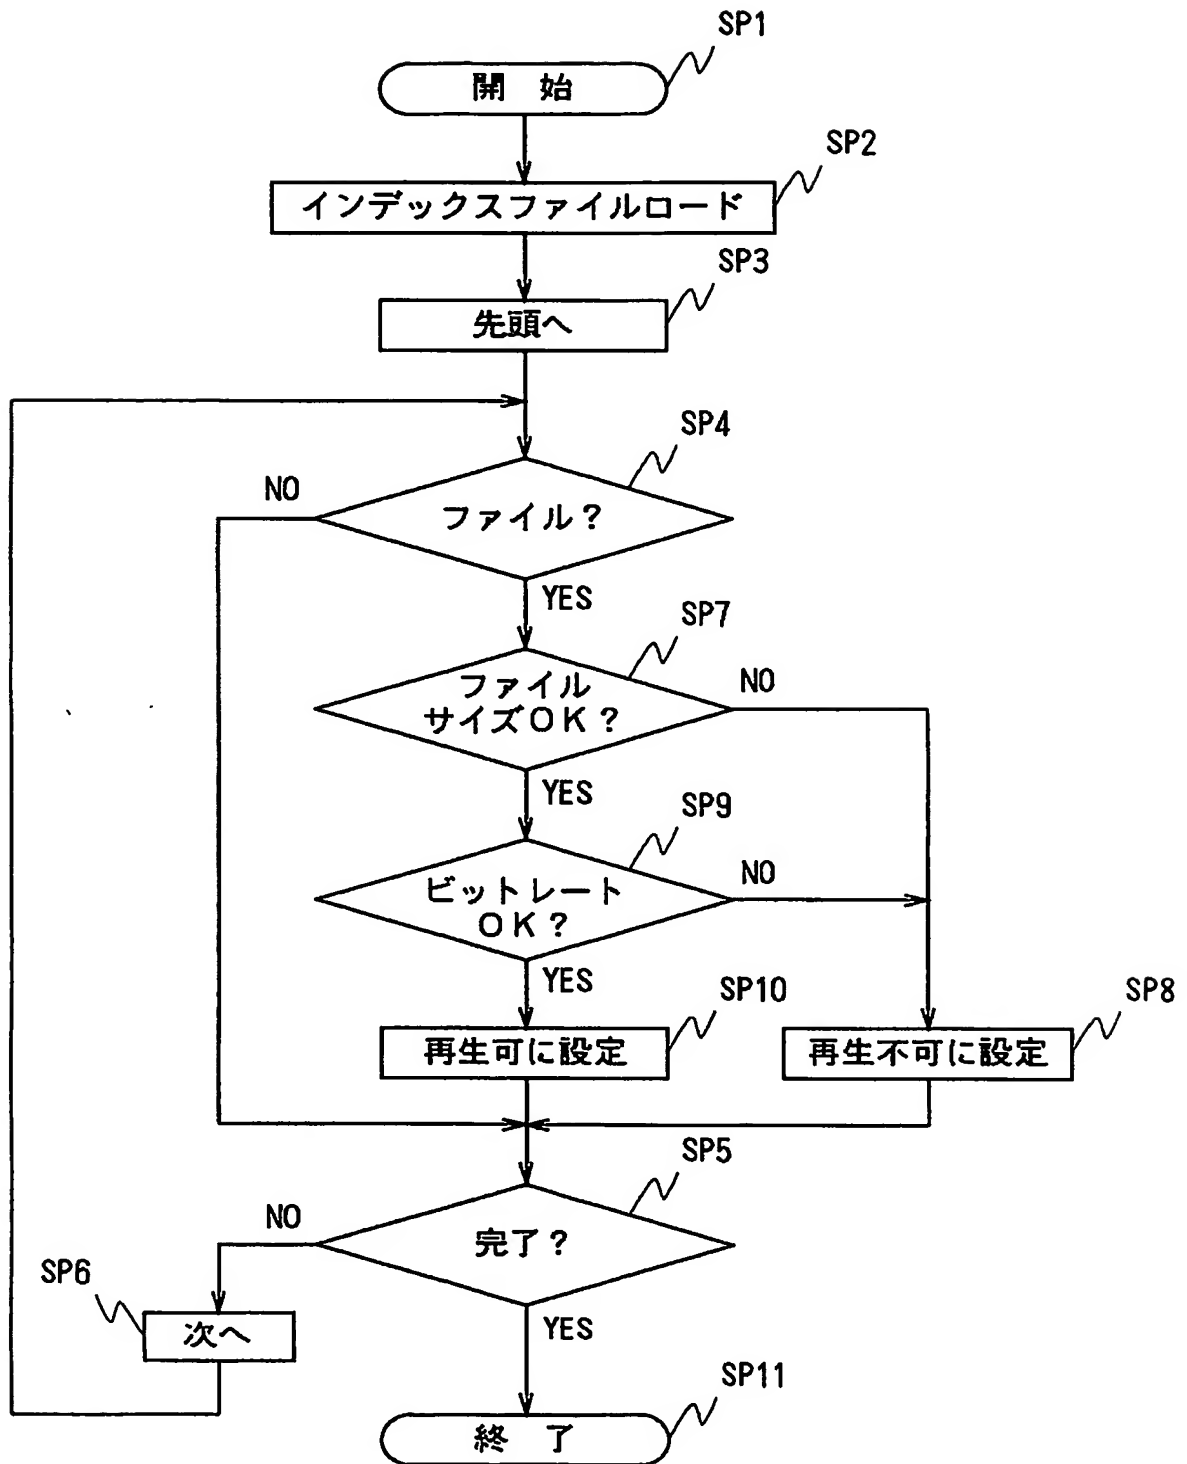 SP1
開 始
SP2
インデックスファイルロード
SP3
先頭へ
SP4
NO
ファイル?
YES
SP7
ファイル
サイズOK?
NO
YES
SP9
ビットレート
OK?
NO
YES
SP10
再生可に設定
SP8
再生不可に設定
SP5
NO
完了?
SP6
次へ
YES
SP11
終 了